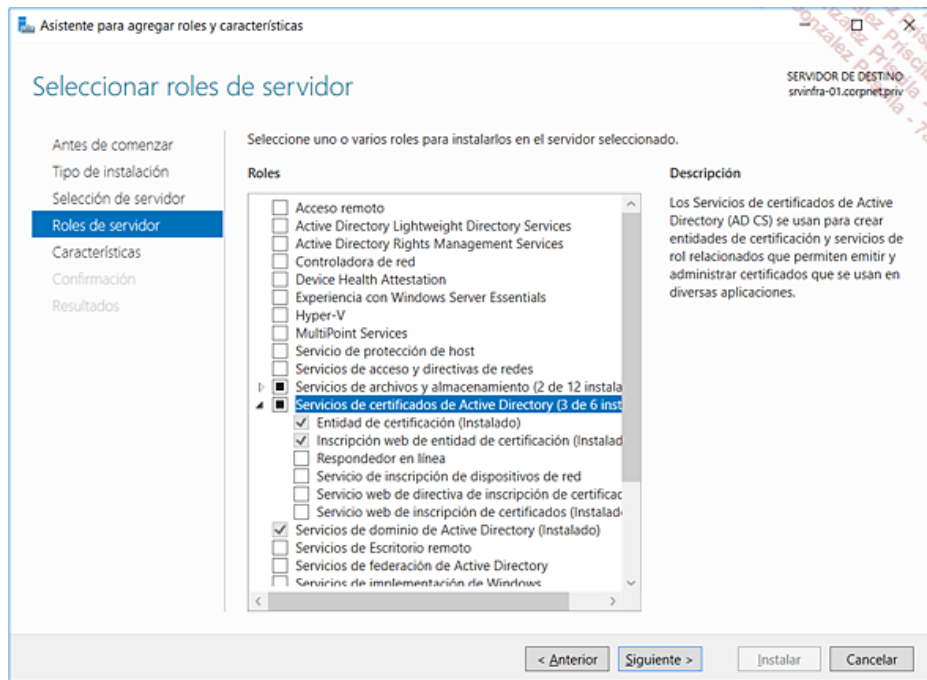 Asistente para agregar roles y características
Seleccionar roles de servidor
SERVIDOR DE DESTINO
srvinfra-01.corpnet.priv
Antes de comenzar
Tipo de instalación
Selección de servidor
Roles de servidor
Características
Confirmación
Resultados
Seleccione uno o varios roles para instalarlos en el servidor seleccionado.
Roles
Acceso remoto
Active Directory Lightweight Directory Services
Active Directory Rights Management Services
Controladora de red
Device Health Attestation
Experiencia con Windows Server Essentials
Hyper-V
MultiPoint Services
Servicio de protección de host
Servicios de acceso y directivas de redes
Servicios de archivos y almacenamiento (2 de 12 instala
Servicios de certificados de Active Directory (3 de 6 inst
Entidad de certificación (Instalado)
Inscripción web de entidad de certificación (Instalad
Respondedor en línea
Servicio de inscripción de dispositivos de red
Servicio web de directiva de inscripción de certificac
Servicio web de inscripción de certificados (Instalad
Servicios de dominio de Active Directory (Instalado)
Servicios de Escritorio remoto
Servicios de federación de Active Directory
Servicios de implementación de Windows
Descripción
Los Servicios de certificados de Active
Directory (AD CS) se usan para crear
entidades de certificación y servicios de
rol relacionados que permiten emitir y
administrar certificados que se usan en
diversas aplicaciones.
< Anterior
Siguiente >
Instalar
Cancelar